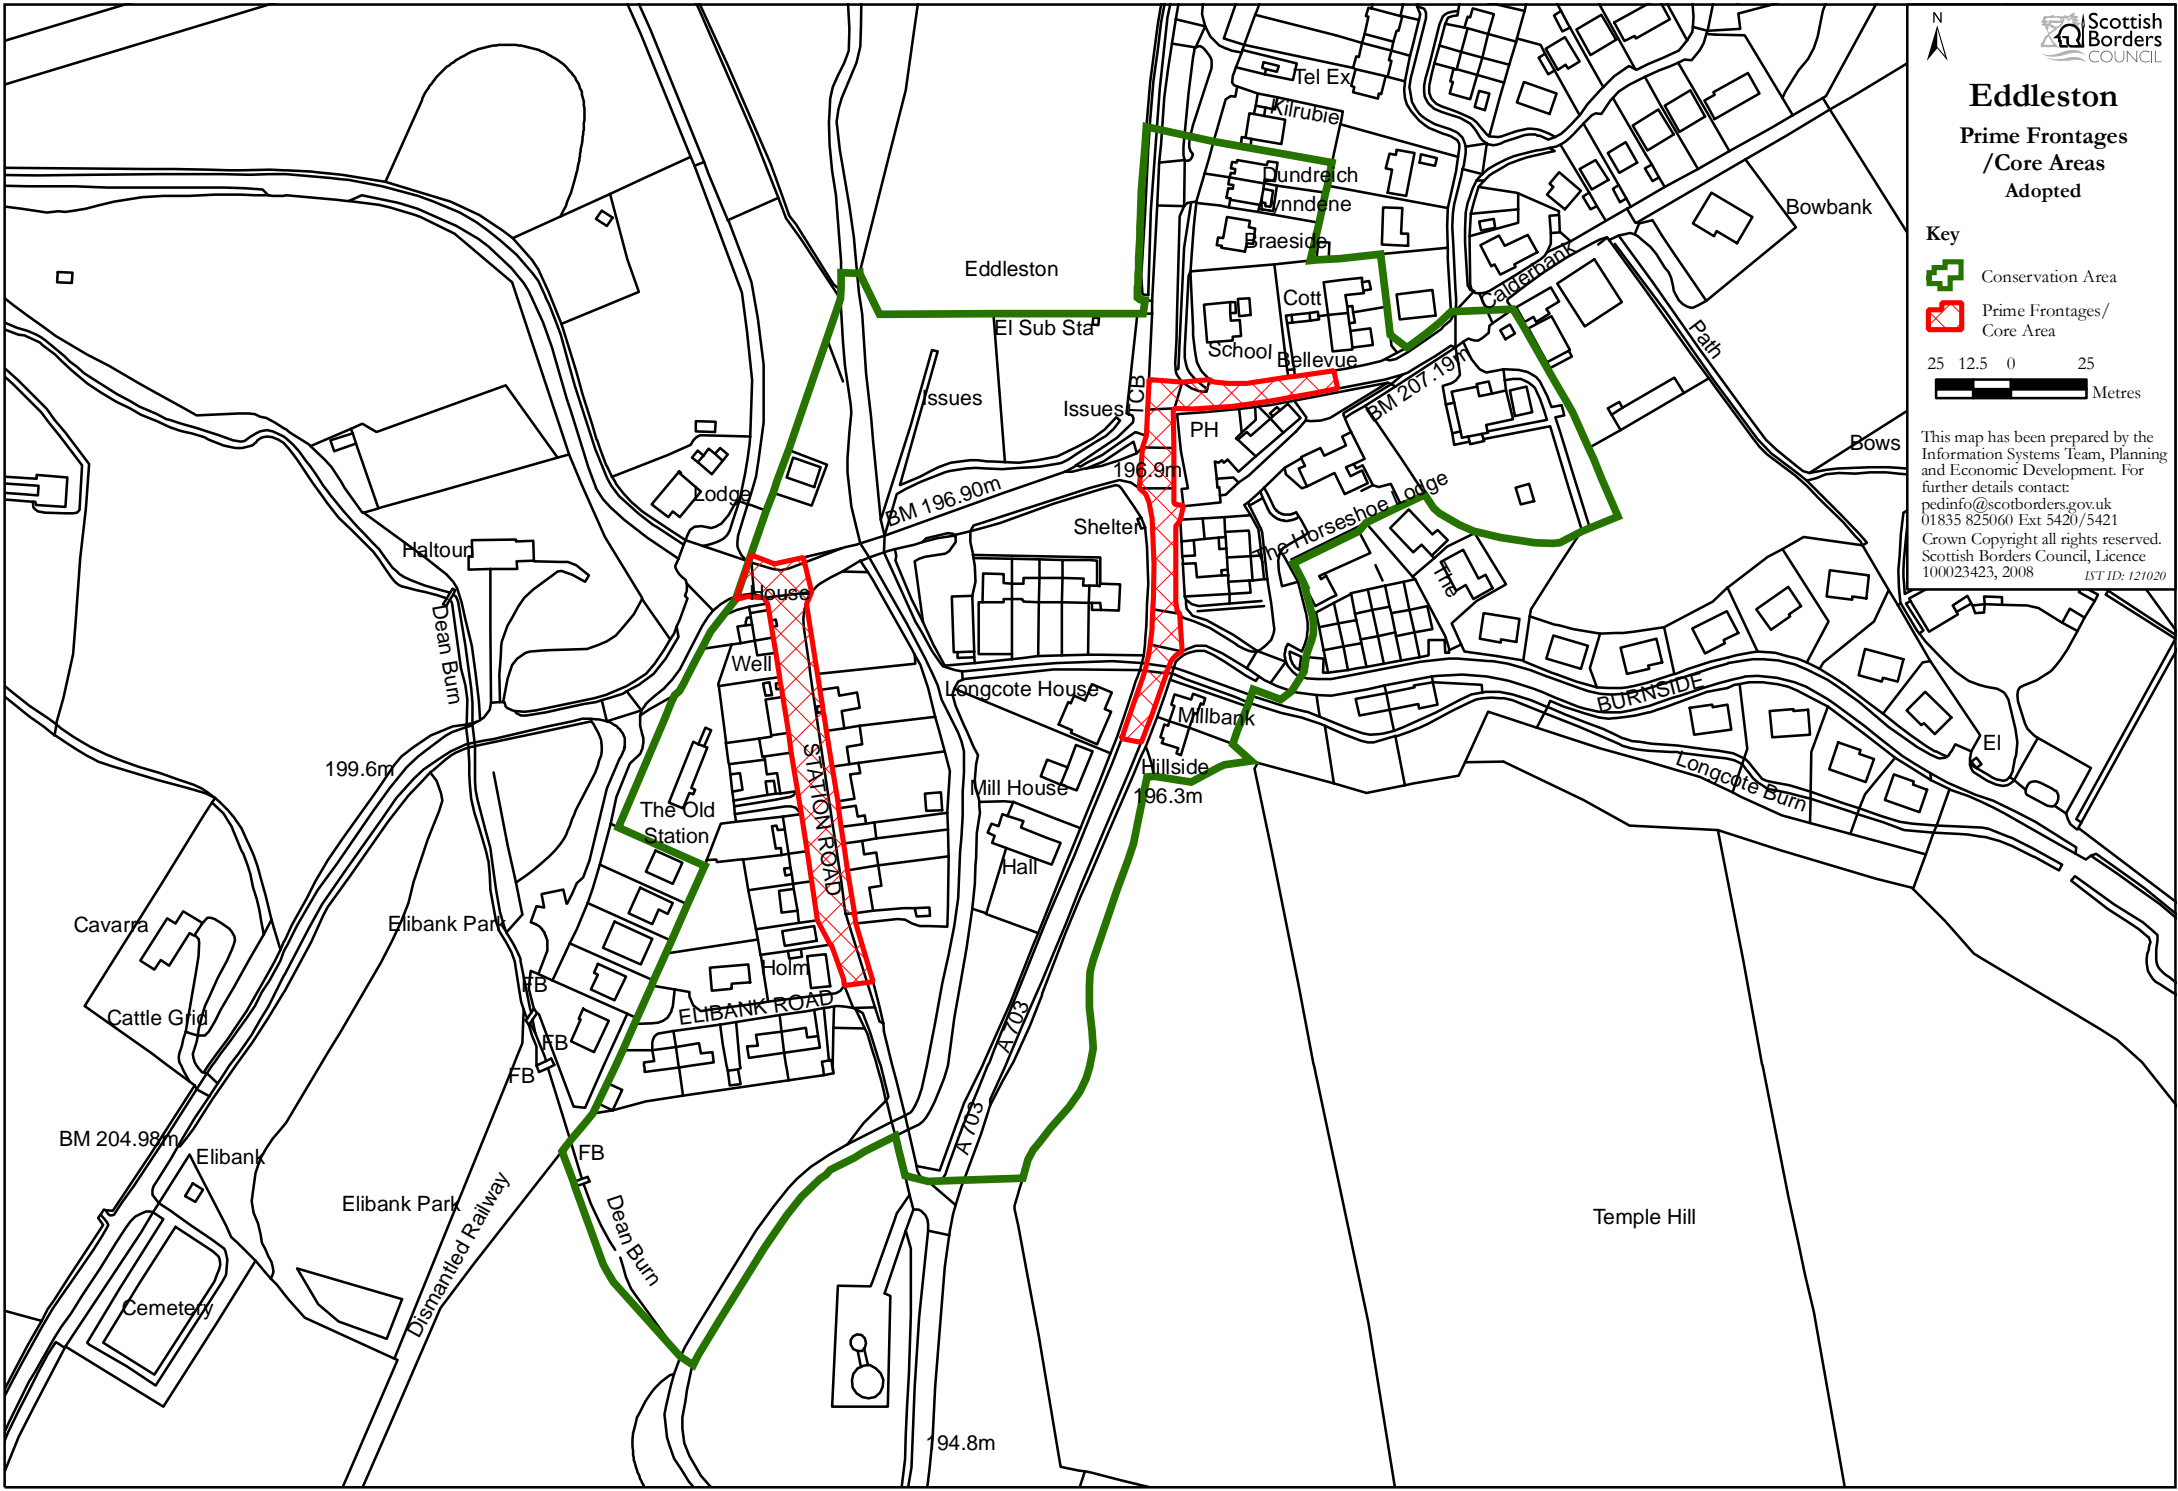 N
Scottish
Borders
COUNCIL
Eddleston
Prime Frontages
/Core Areas
Adopted
Key
Conservation Area
Prime Frontages/
Core Area
25 12.5 0 25
Metres
This map has been prepared by the
Information Systems Team, Planning
and Economic Development. For
further details contact:
pedinfo@scotborders.gov.uk
01835 825060 Ext 5420/5421
Crown Copyright all rights reserved.
Scottish Borders Council, Licence
100023423, 2008
IST ID: 121020
Tel Ex
Kilrubie
Dundreich
Lynndene
Braeside
Bowbank
Eddleston
Cott
Calderbank
El Sub Sta
School
Bellevue
Path
BM 207.19m
Issues
Issues
TCB
PH
Bows
196.9m
Lodge
BM 196.90m
The Horseshoe Lodge
Shelter
Haltour
The
House
Dean Burn
Well
Longcote House
Millbank
BURNSIDE
El
199.6m
STATION ROAD
Hillside
Mill House
196.3m
Longcote Burn
The Old
Station
Hall
Cavarra
Elibank Park
Holm
FB
ELIBANK ROAD
Cattle Grid
A 703
FB
FB
BM 204.98m
Elibank
FB
A 703
Elibank Park
Dismantled Railway
Dean Burn
Temple Hill
Cemetery
194.8m